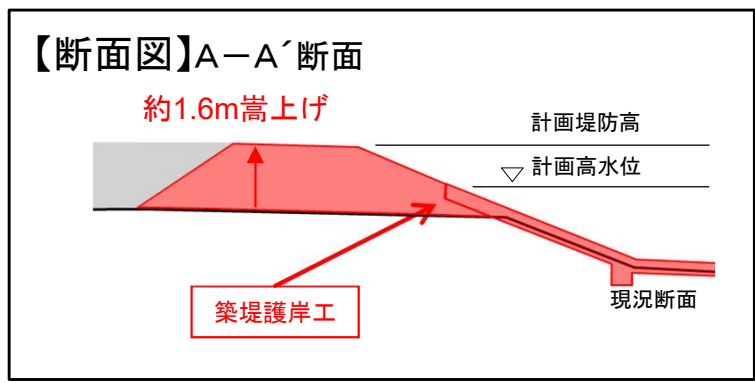 【断面図】A－A´断面
約1.6m嵩上げ
計画堤防高
計画高水位
築堤護岸工
現況断面